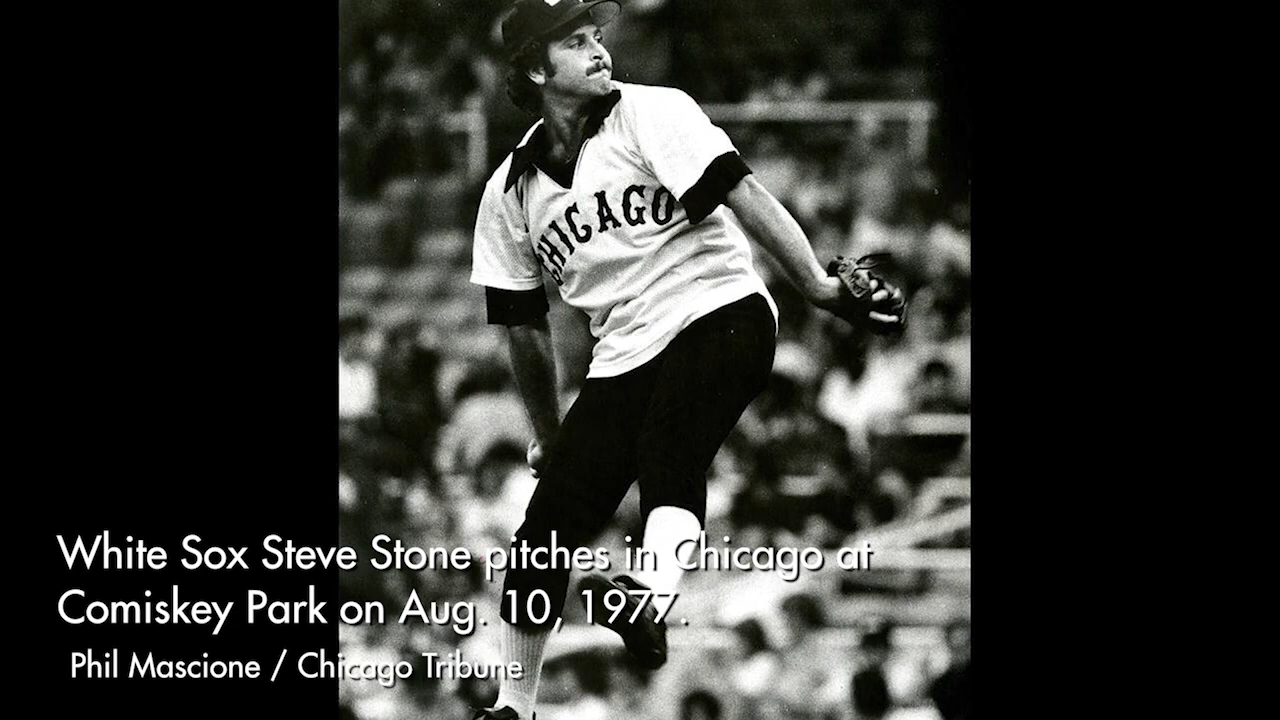 CHICAGO
White Sox Steve Stone pitches in Chicago at
Comiskey Park on Aug. 10, 1977.
Phil Mascione / Chicago Tribune